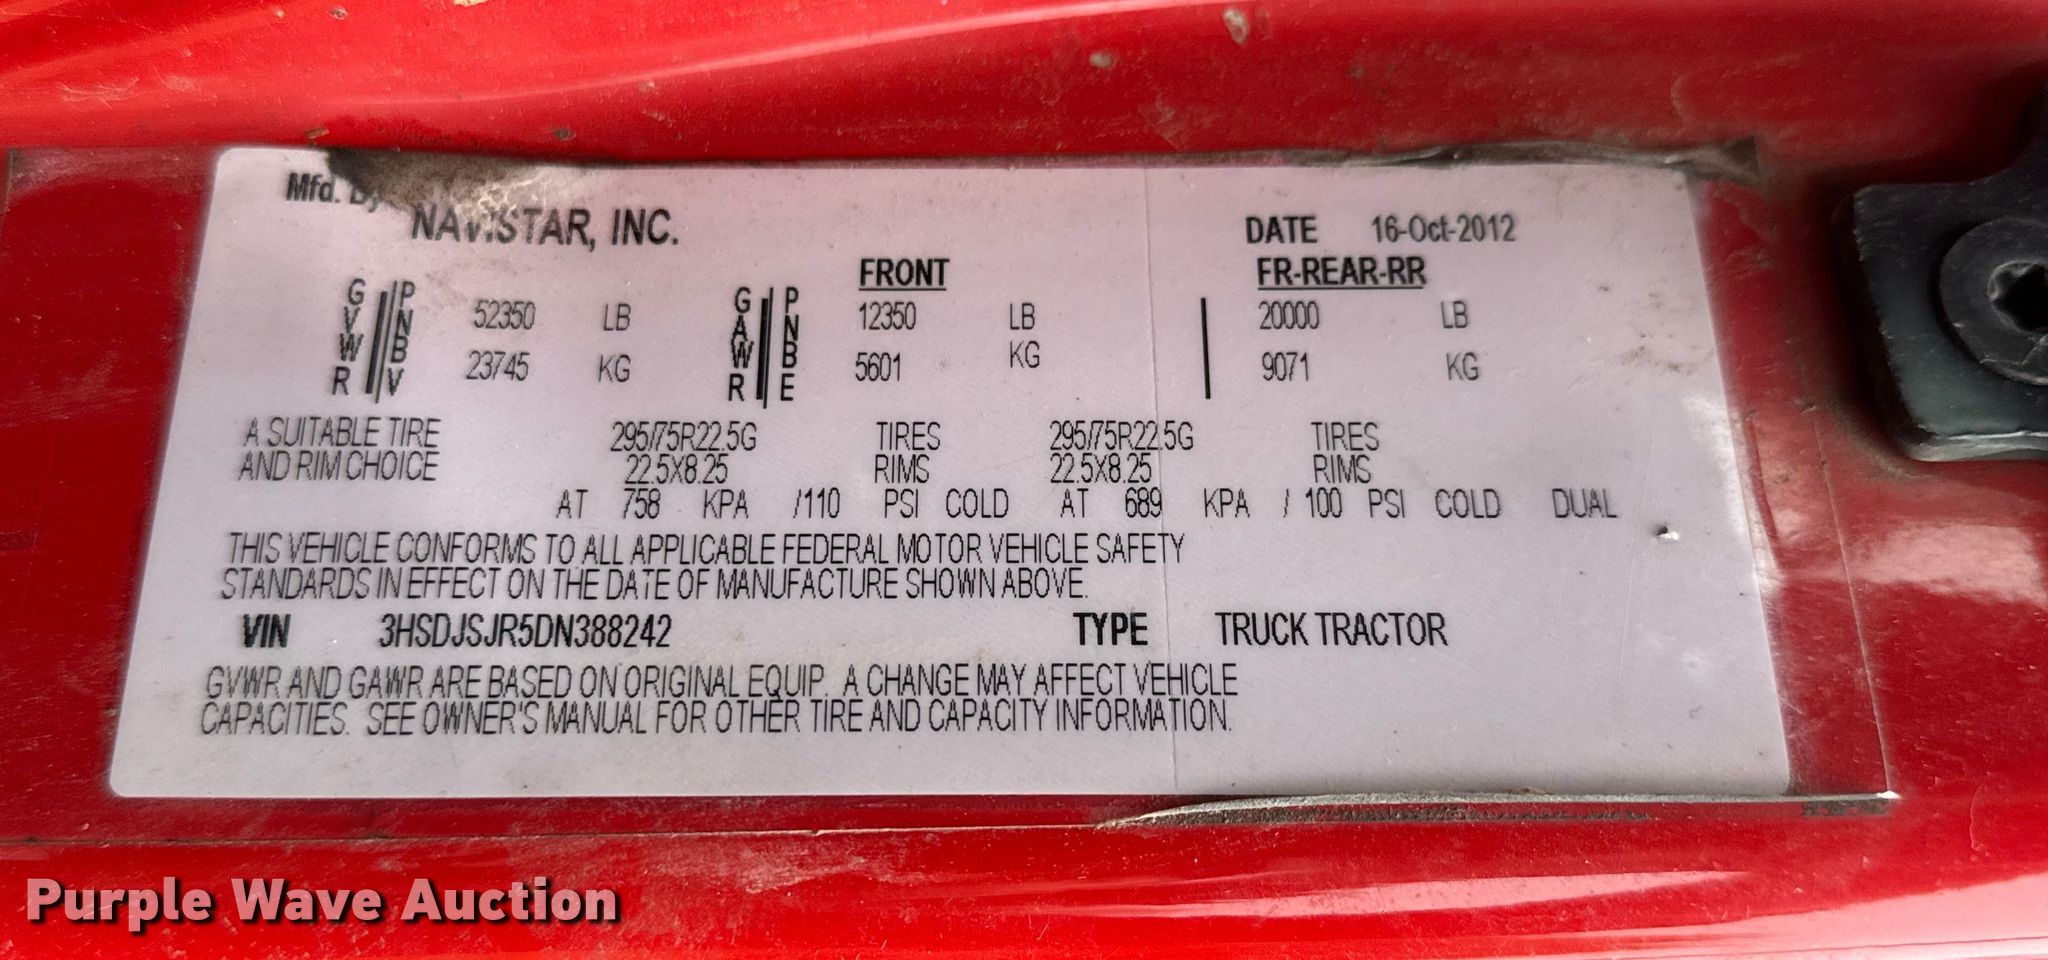 Mfd. By
NAVISTAR, INC.
DATE 16-Oct-2012
FRONT FR-REAR-RR
GVWR/PNBV 52350 LB GAWR/PNBE 12350 LB 20000 LB
23745 KG 5601 KG 9071 KG
A SUITABLE TIRE 295/75R22.5G TIRES 295/75R22.5G TIRES
AND RIM CHOICE 22.5X8.25 RIMS 22.5X8.25 RIMS
AT 758 KPA /110 PSI COLD AT 689 KPA / 100 PSI COLD DUAL
THIS VEHICLE CONFORMS TO ALL APPLICABLE FEDERAL MOTOR VEHICLE SAFETY
STANDARDS IN EFFECT ON THE DATE OF MANUFACTURE SHOWN ABOVE.
VIN 3HSDJSJR5DN388242 TYPE TRUCK TRACTOR
GVWR AND GAWR ARE BASED ON ORIGINAL EQUIP. A CHANGE MAY AFFECT VEHICLE
CAPACITIES. SEE OWNER'S MANUAL FOR OTHER TIRE AND CAPACITY INFORMATION.
Purple Wave Auction